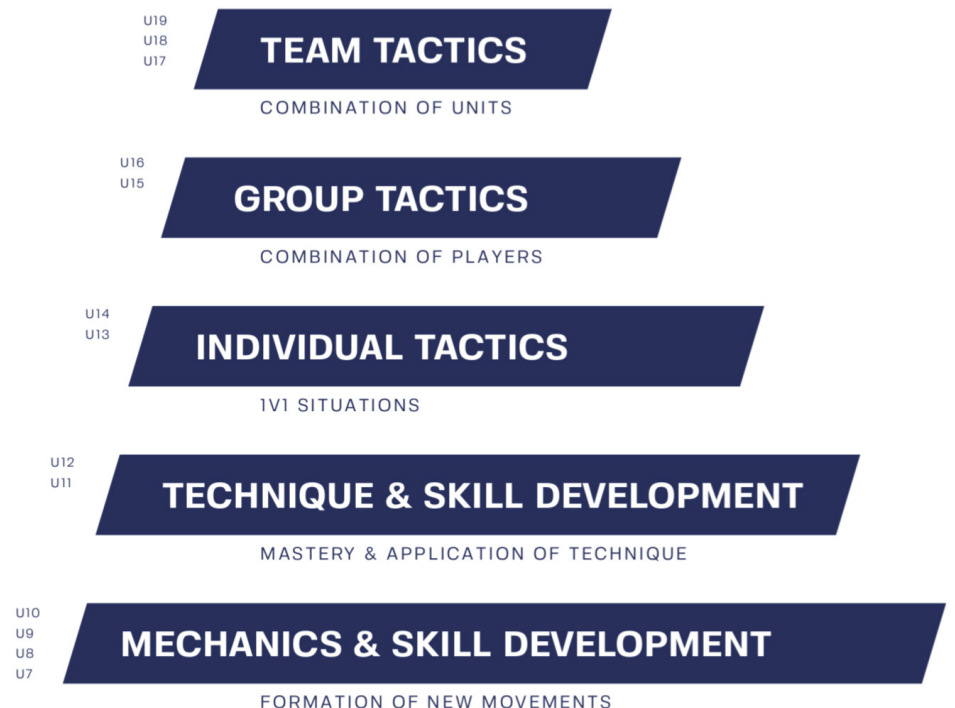 U19
U18
U17
TEAM TACTICS
COMBINATION OF UNITS
U16
U15
GROUP TACTICS
COMBINATION OF PLAYERS
U14
U13
INDIVIDUAL TACTICS
1V1 SITUATIONS
U12
U11
TECHNIQUE & SKILL DEVELOPMENT
MASTERY & APPLICATION OF TECHNIQUE
U10
U9
U8
U7
MECHANICS & SKILL DEVELOPMENT
FORMATION OF NEW MOVEMENTS